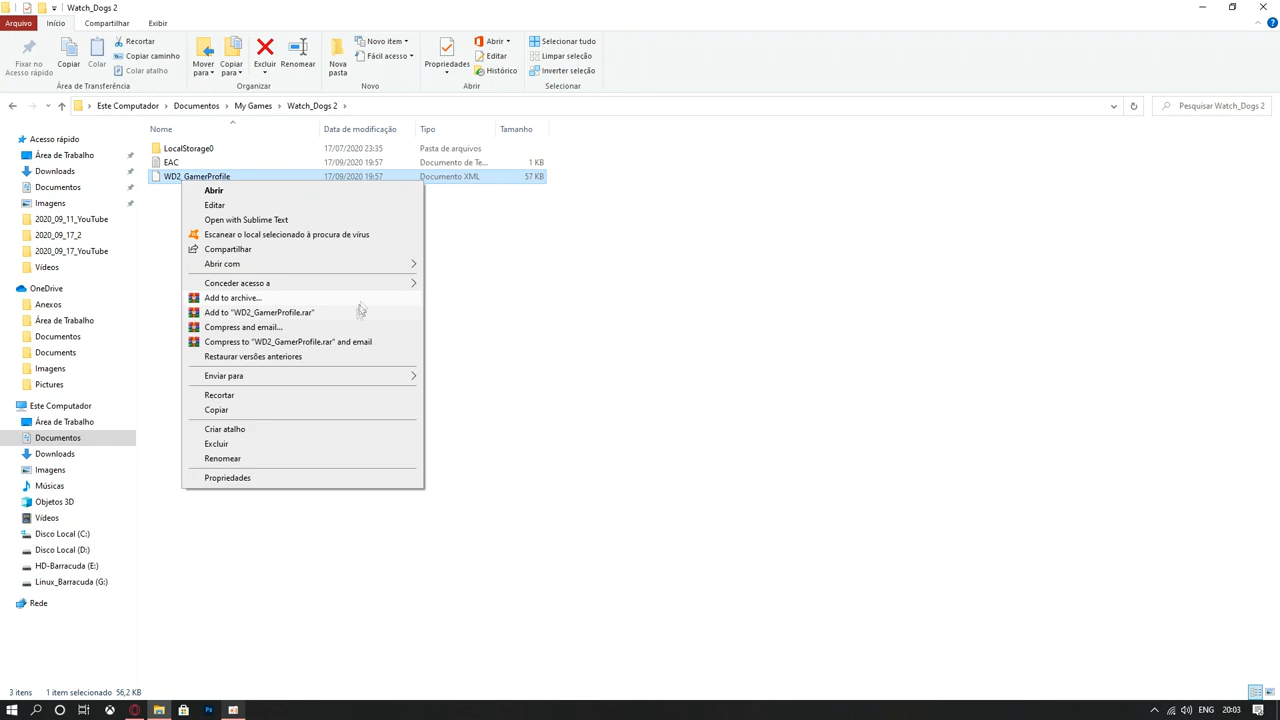 Watch_Dogs 2
Arquivo Início Compartilhar Exibir
Fixar no Acesso rápido
Copiar
Colar
Recortar
Copiar caminho
Colar atalho
Área de Transferência
Mover para
Copiar para
Excluir
Renomear
Organizar
Nova pasta
Novo item
Fácil acesso
Novo
Propriedades
Abrir
Editar
Histórico
Abrir
Selecionar tudo
Limpar seleção
Inverter seleção
Selecionar
Este Computador > Documentos > My Games > Watch_Dogs 2 >
Pesquisar Watch_Dogs 2
Nome Data de modificação Tipo Tamanho
LocalStorage0 17/07/2020 23:35 Pasta de arquivos
EAC 17/09/2020 19:57 Documento de Te... 1 KB
WD2_GamerProfile 17/09/2020 19:57 Documento XML 57 KB
Acesso rápido
Área de Trabalho
Downloads
Documentos
Imagens
2020_09_11_YouTube
2020_09_17_2
2020_09_17_YouTube
Vídeos
OneDrive
Anexos
Área de Trabalho
Documentos
Documents
Imagens
Pictures
Este Computador
Área de Trabalho
Documentos
Downloads
Imagens
Músicas
Objetos 3D
Vídeos
Disco Local (C:)
Disco Local (D:)
HD-Barracuda (E:)
Linux_Barracuda (G:)
Rede
Abrir
Editar
Open with Sublime Text
Escanear o local selecionado à procura de vírus
Compartilhar
Abrir com
Conceder acesso a
Add to archive...
Add to "WD2_GamerProfile.rar"
Compress and email...
Compress to "WD2_GamerProfile.rar" and email
Restaurar versões anteriores
Enviar para
Recortar
Copiar
Criar atalho
Excluir
Renomear
Propriedades
3 itens 1 item selecionado 56,2 KB
ENG 20:03